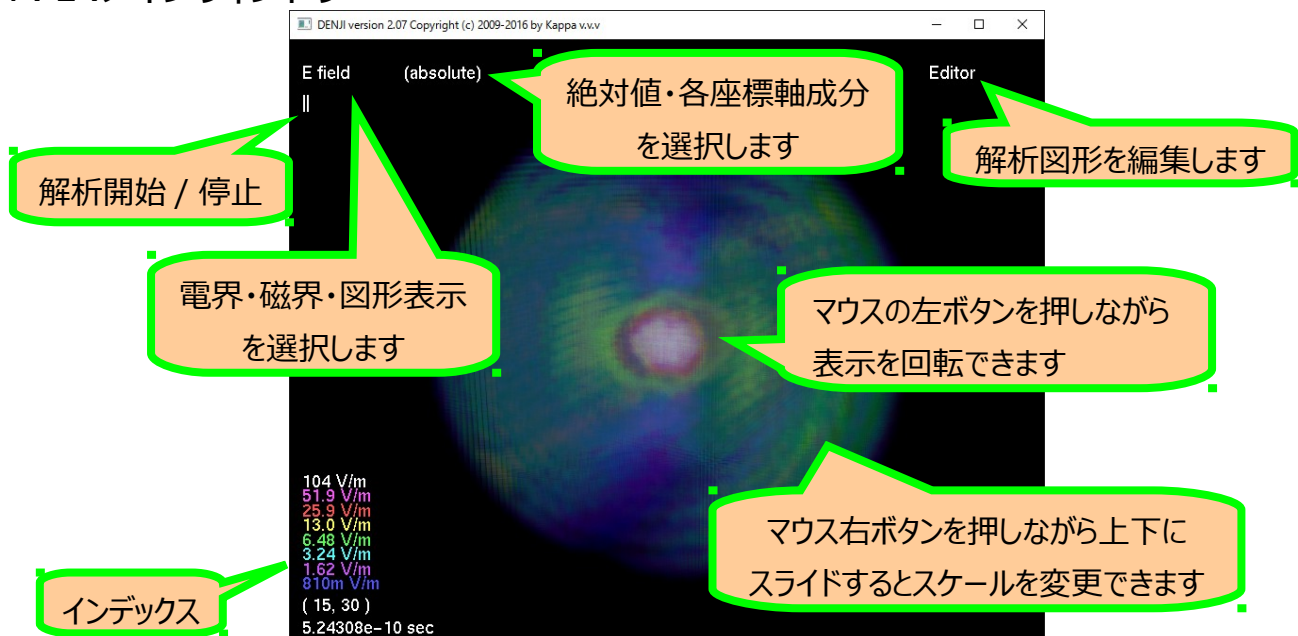 DENJI version 2.07 Copyright (c) 2009-2016 by Kappa v.v.v
E field (absolute)
Editor
||
絶対値・各座標軸成分
を選択します
解析図形を編集します
解析開始 / 停止
電界・磁界・図形表示
を選択します
マウスの左ボタンを押しながら
表示を回転できます
マウス右ボタンを押しながら上下に
スライドするとスケールを変更できます
104 V/m
51.9 V/m
25.9 V/m
13.0 V/m
6.48 V/m
3.24 V/m
1.62 V/m
810m V/m
インデックス
( 15, 30 )
5.24308e-10 sec